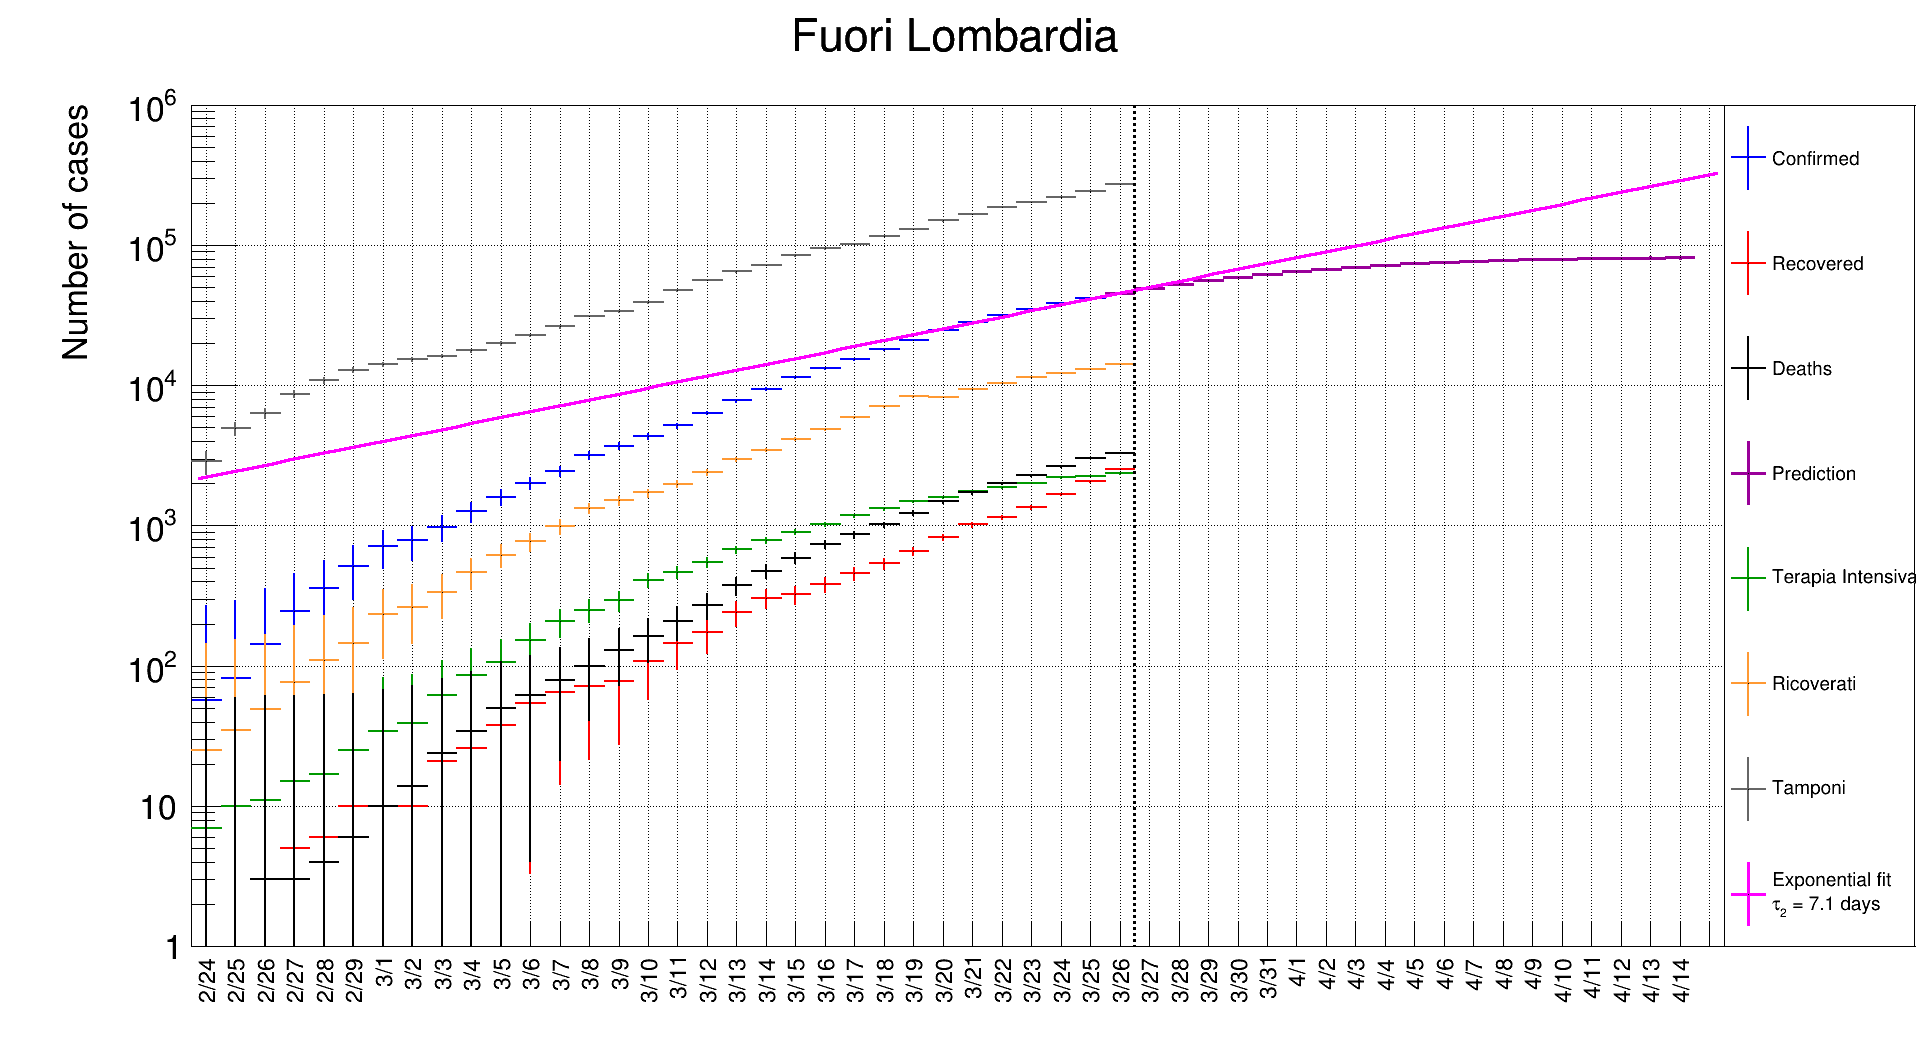 Fuori Lombardia
Number of cases
10^6
10^5
10^4
10^3
10^2
10
1
2/24 2/25 2/26 2/27 2/28 2/29 3/1 3/2 3/3 3/4 3/5 3/6 3/7 3/8 3/9 3/10 3/11 3/12 3/13 3/14 3/15 3/16 3/17 3/18 3/19 3/20 3/21 3/22 3/23 3/24 3/25 3/26 3/27 3/28 3/29 3/30 3/31 4/1 4/2 4/3 4/4 4/5 4/6 4/7 4/8 4/9 4/10 4/11 4/12 4/13 4/14
Confirmed
Recovered
Deaths
Prediction
Terapia Intensiva
Ricoverati
Tamponi
Exponential fit
τ₂ = 7.1 days